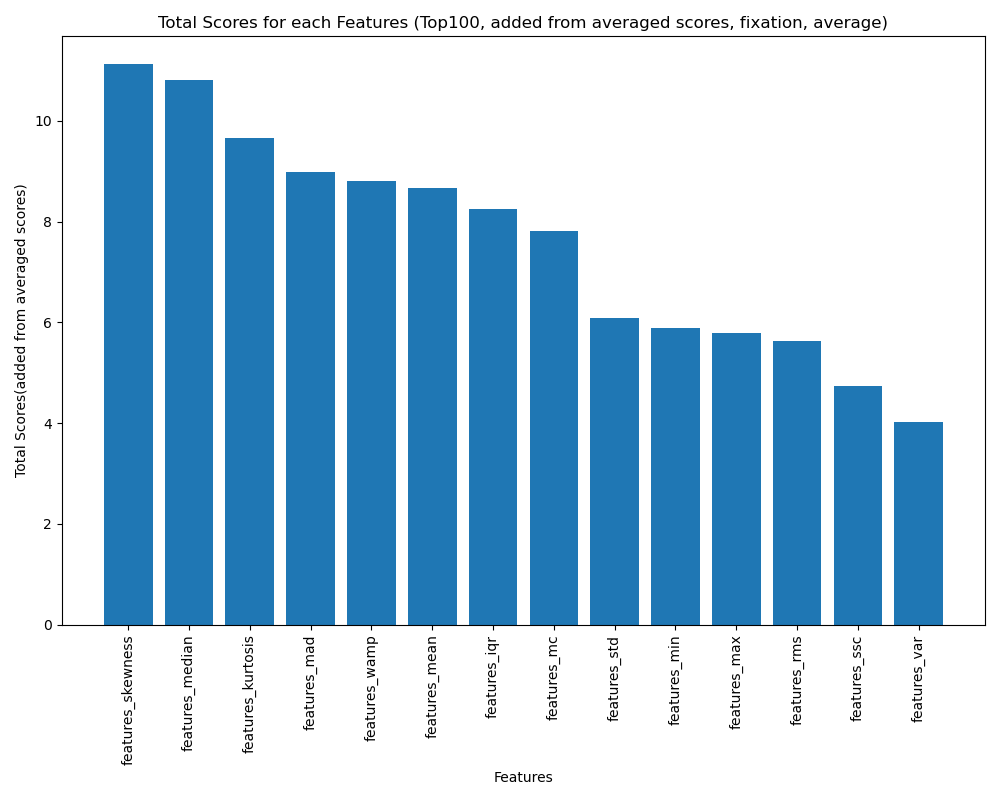 Total Scores for each Features (Top100, added from averaged scores, fixation, average)
Total Scores(added from averaged scores)
10
8
6
4
2
0
features_skewness
features_median
features_kurtosis
features_mad
features_wamp
features_mean
features_iqr
features_mc
features_std
features_min
features_max
features_rms
features_ssc
features_var
Features